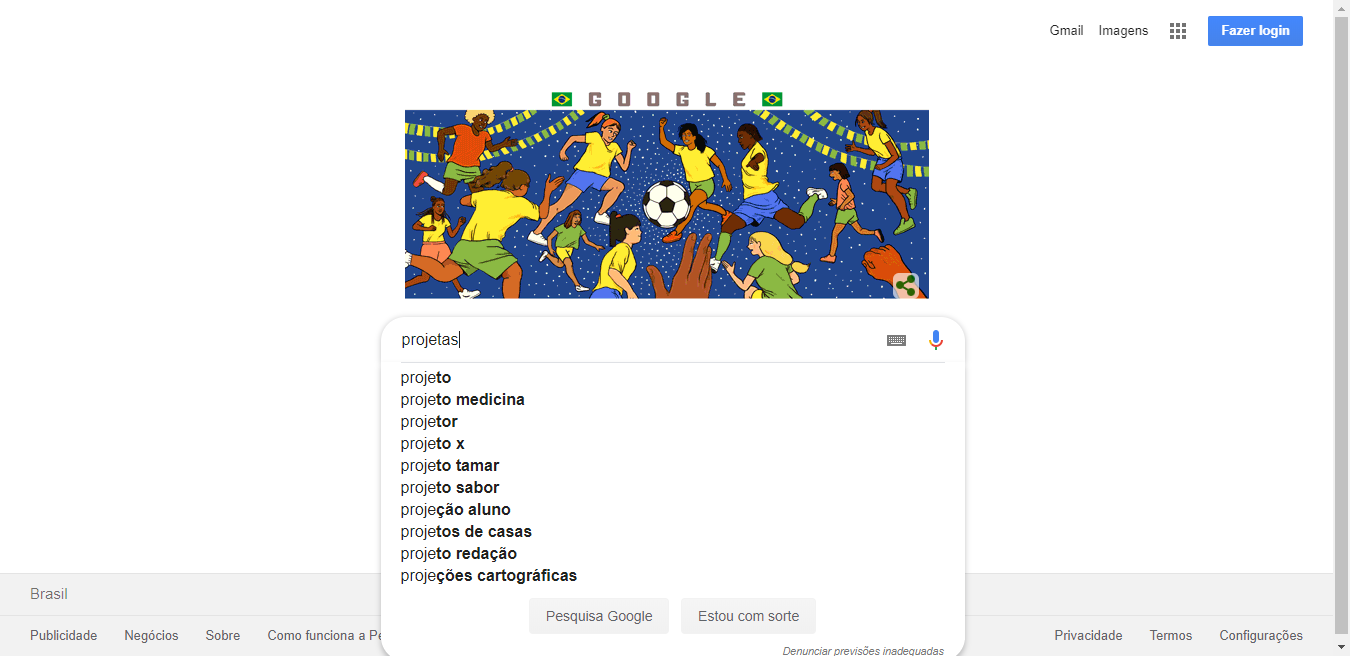 Gmail Imagens Fazer login
GOOGLE
projetas
projeto
projeto medicina
projetor
projeto x
projeto tamar
projeto sabor
projeção aluno
projetos de casas
projeto redação
projeções cartográficas
Brasil
Pesquisa Google Estou com sorte
Publicidade Negócios Sobre Como funciona a Pe Privacidade Termos Configurações
Denunciar previsões inadequadas